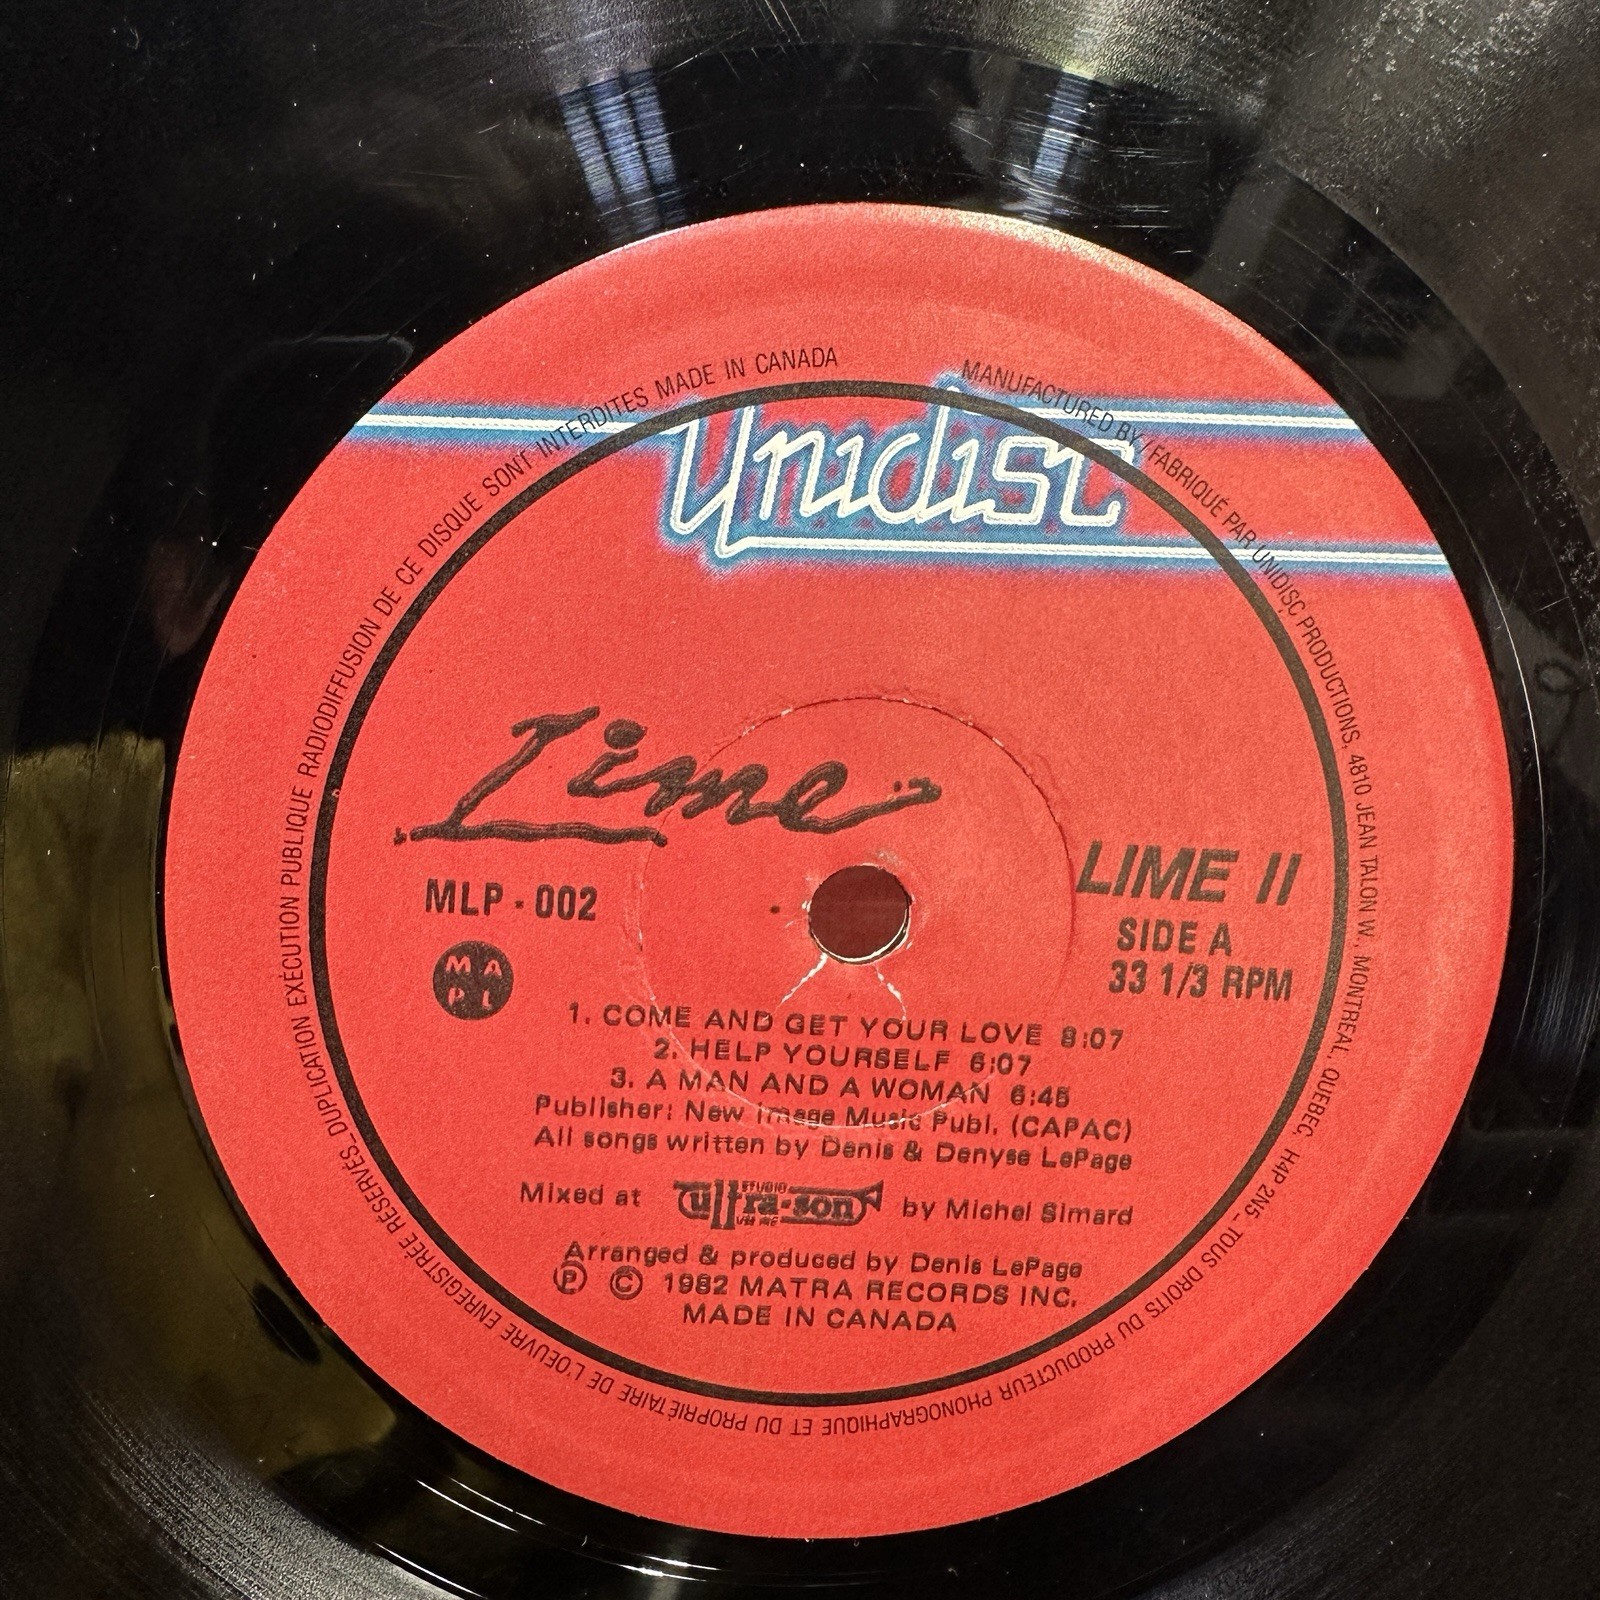 MANUFACTURED BY / FABRIQUÉ PAR UNIDISC PRODUCTIONS, 4810 JEAN TALON W., MONTREAL, QUEBEC, H4P 2N5_ TOUS DROITS DU PRODUCTEUR PHONOGRAPHIQUE ET DU PROPRIÉTAIRE DE L'OEUVRE ENREGISTRÉE RÉSERVÉS, DUPLICATION EXÉCUTION PUBLIQUE RADIODIFFUSION DE CE DISQUE SONT INTERDITES MADE IN CANADA
Unidisc
Lime
LIME II
MLP - 002
SIDE A
33 1/3 RPM
MAPL
1. COME AND GET YOUR LOVE 8:07
2. HELP YOURSELF 6:07
3. A MAN AND A WOMAN 6:45
Publisher: New Image Music Publ. (CAPAC)
All songs written by Denis & Denyse LePage
Mixed at STUDIO ultra-son by Michel Simard
Arranged & produced by Denis LePage
Ⓟ © 1982 MATRA RECORDS INC.
MADE IN CANADA